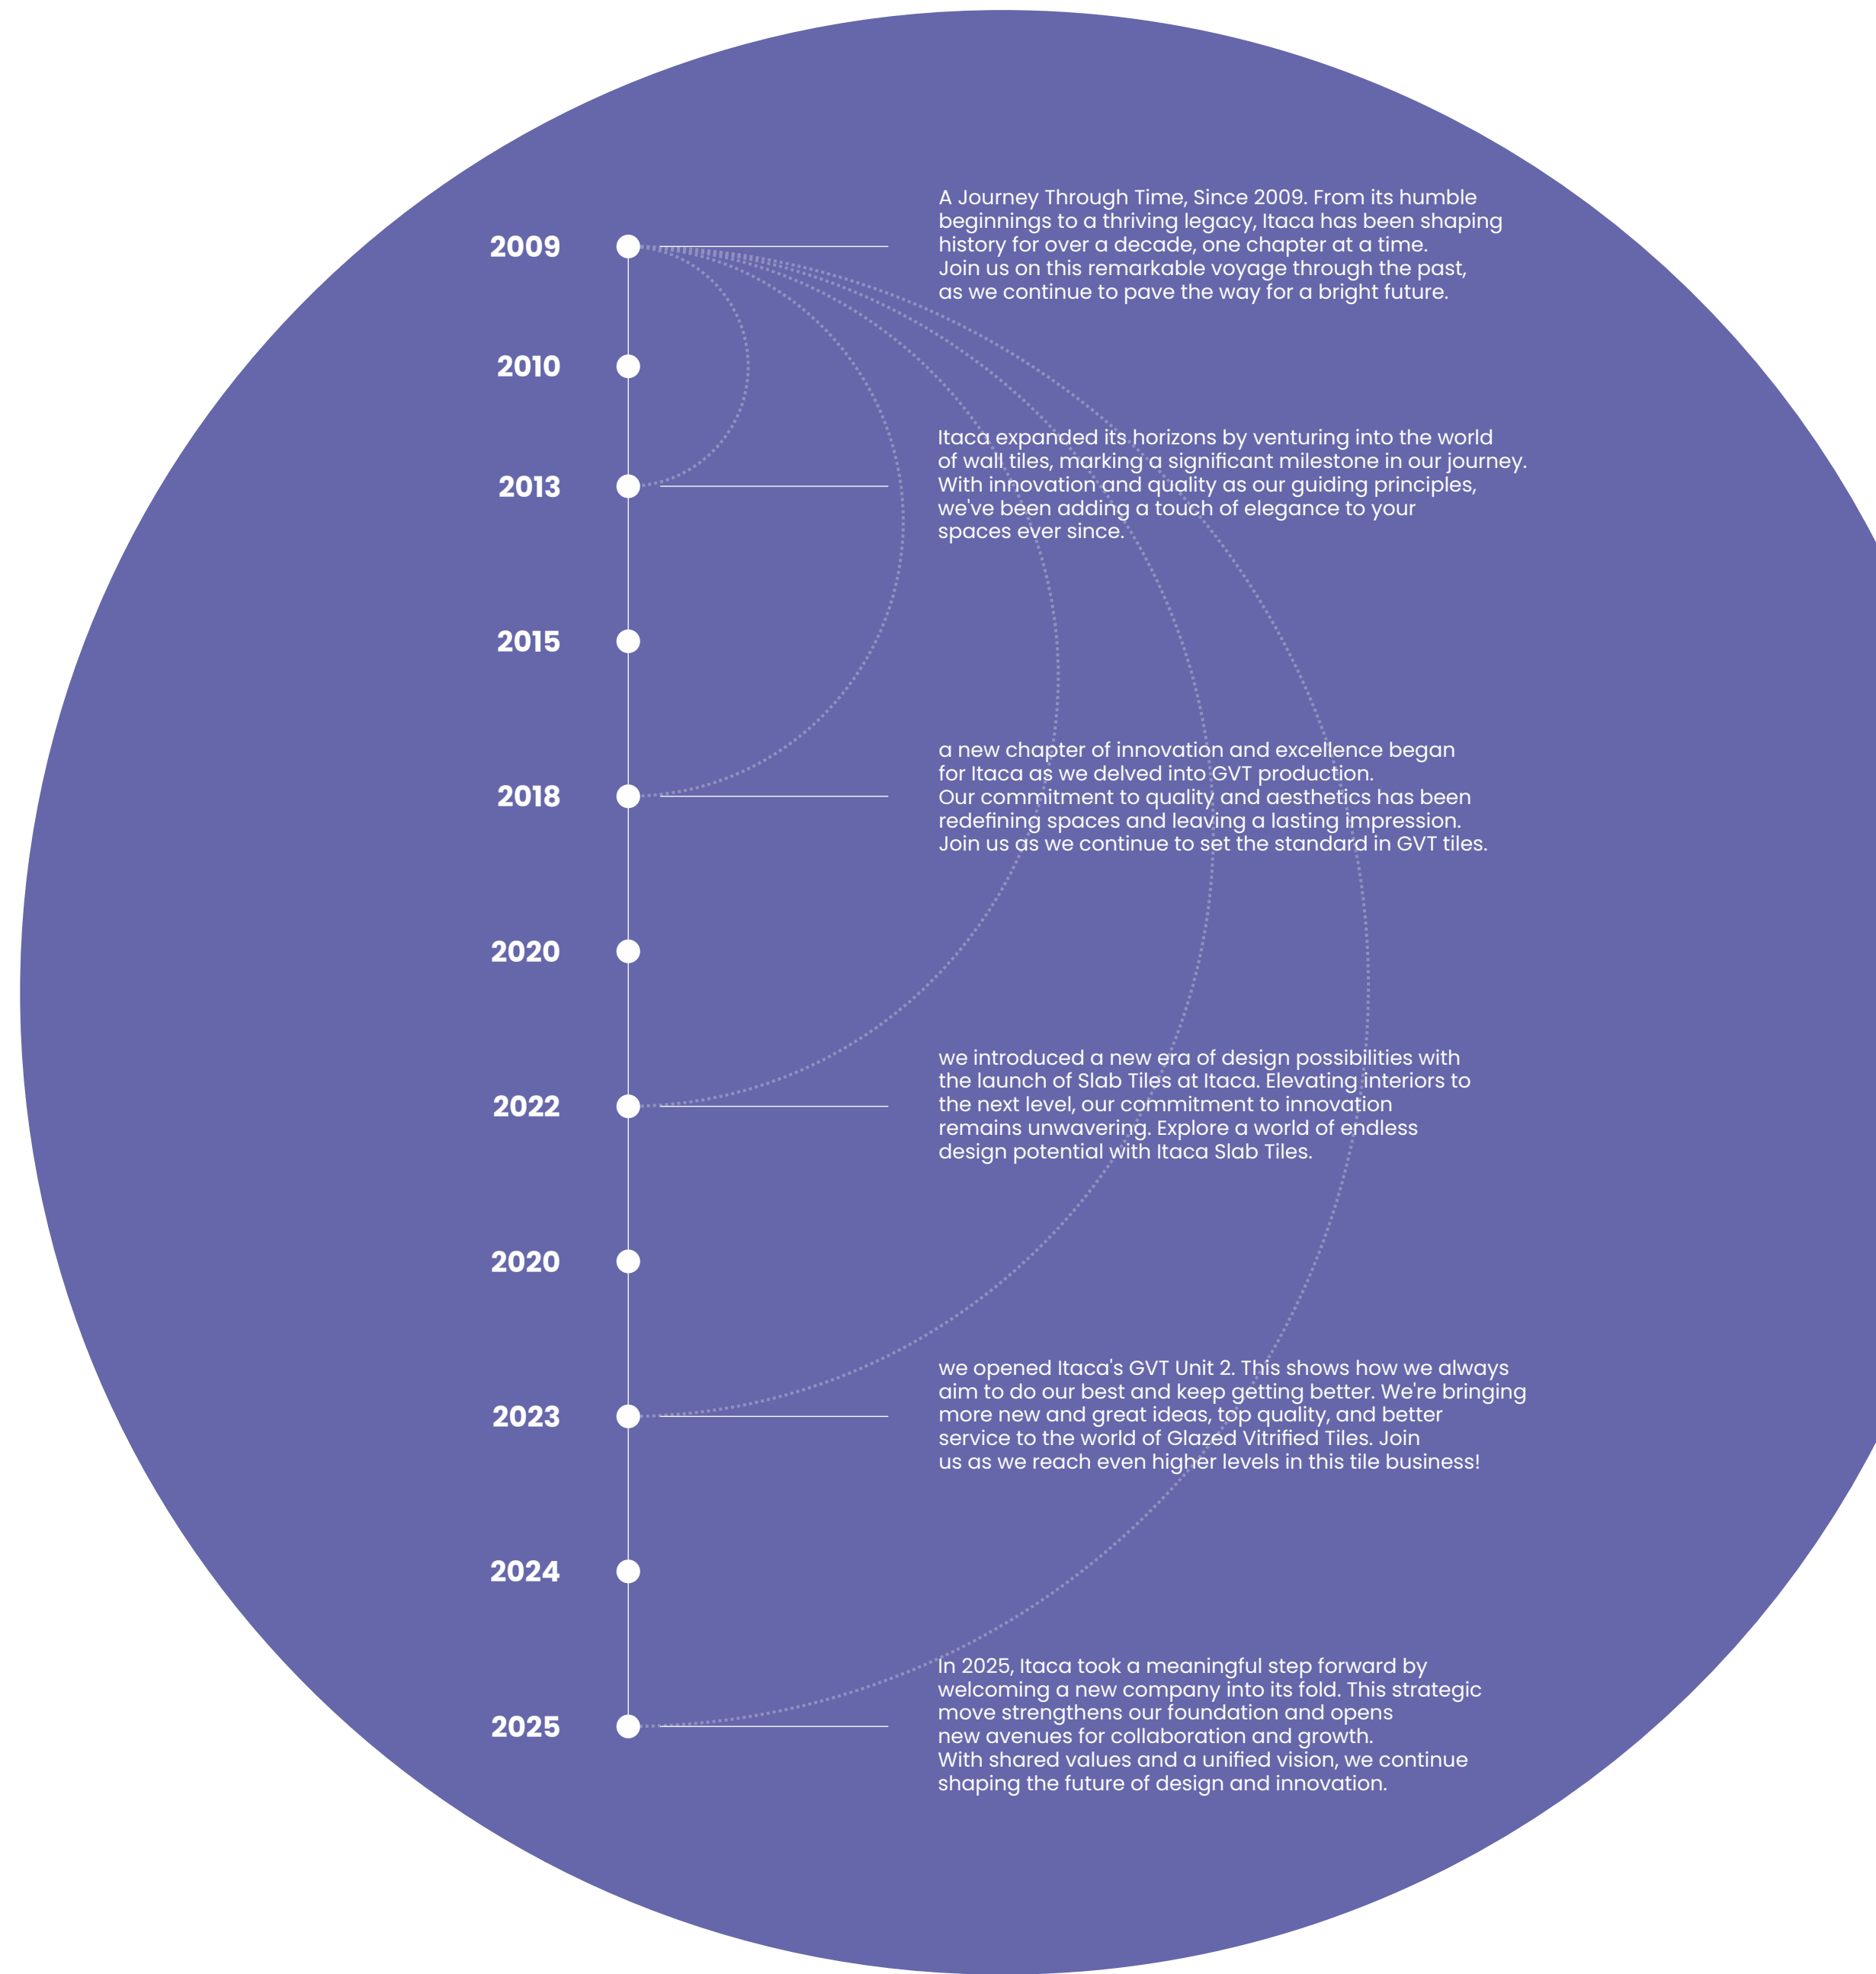 2009
A Journey Through Time, Since 2009. From its humble
beginnings to a thriving legacy, Itaca has been shaping
history for over a decade, one chapter at a time.
Join us on this remarkable voyage through the past,
as we continue to pave the way for a bright future.
2010
2013
Itaca expanded its horizons by venturing into the world
of wall tiles, marking a significant milestone in our journey.
With innovation and quality as our guiding principles,
we've been adding a touch of elegance to your
spaces ever since.
2015
2018
a new chapter of innovation and excellence began
for Itaca as we delved into GVT production.
Our commitment to quality and aesthetics has been
redefining spaces and leaving a lasting impression.
Join us as we continue to set the standard in GVT tiles.
2020
2022
we introduced a new era of design possibilities with
the launch of Slab Tiles at Itaca. Elevating interiors to
the next level, our commitment to innovation
remains unwavering. Explore a world of endless
design potential with Itaca Slab Tiles.
2020
2023
we opened Itaca's GVT Unit 2. This shows how we always
aim to do our best and keep getting better. We're bringing
more new and great ideas, top quality, and better
service to the world of Glazed Vitrified Tiles. Join
us as we reach even higher levels in this tile business!
2024
2025
In 2025, Itaca took a meaningful step forward by
welcoming a new company into its fold. This strategic
move strengthens our foundation and opens
new avenues for collaboration and growth.
With shared values and a unified vision, we continue
shaping the future of design and innovation.